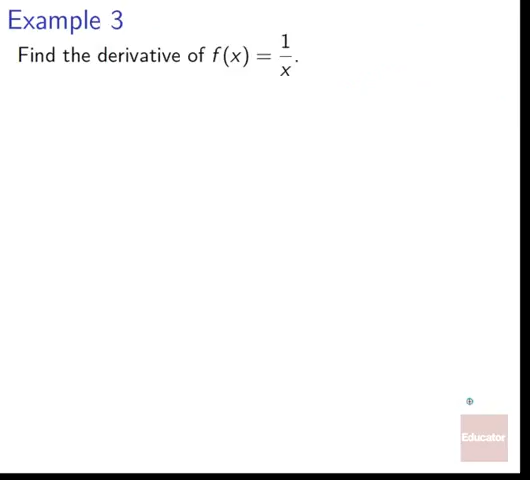 Example 3
Find the derivative of f(x) = 1/x.
Educator